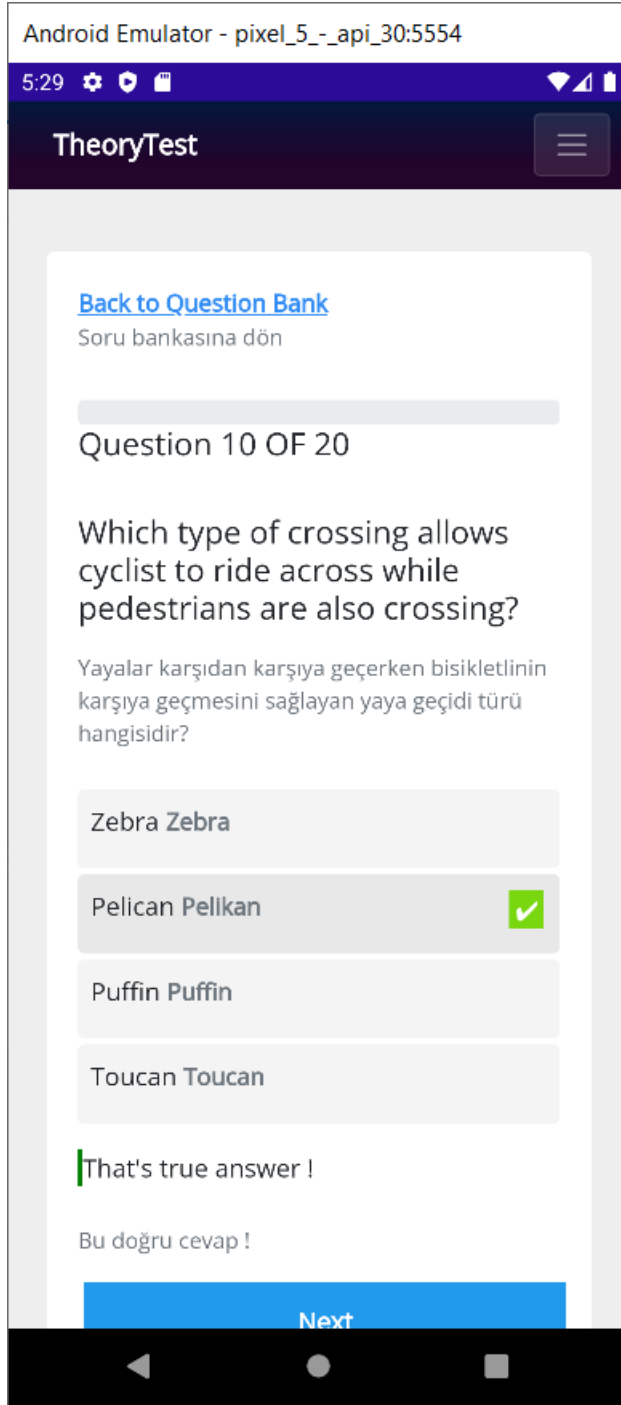 Android Emulator - pixel_5_-_api_30:5554
5:29
TheoryTest
Back to Question Bank
Soru bankasına dön
Question 10 OF 20
Which type of crossing allows
cyclist to ride across while
pedestrians are also crossing?
Yayalar karşıdan karşıya geçerken bisikletlinin
karşıya geçmesini sağlayan yaya geçidi türü
hangisidir?
Zebra Zebra
Pelican Pelikan
Puffin Puffin
Toucan Toucan
That's true answer !
Bu doğru cevap !
Next